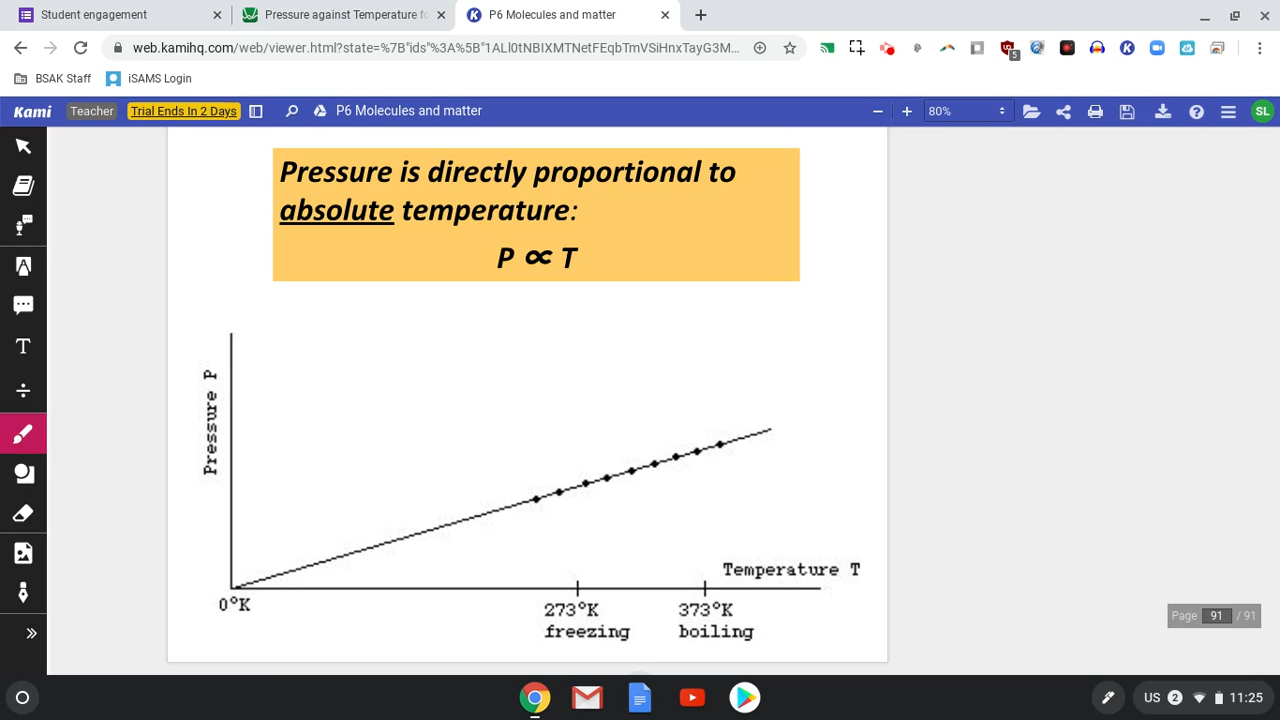 Student engagement
Pressure against Temperature fo
P6 Molecules and matter
web.kamihq.com/web/viewer.html?state=%7B"ids"%3A%5B"1ALl0tNBIXMTNetFEqbTmVSiHnxTayG3M...
5
BSAK Staff
iSAMS Login
Kami
Teacher
Trial Ends In 2 Days
P6 Molecules and matter
80%
SL
Pressure is directly proportional to
absolute temperature:
P ∝ T
Pressure P
Temperature T
0°K
273°K
freezing
373°K
boiling
Page 91 / 91
US 2 11:25